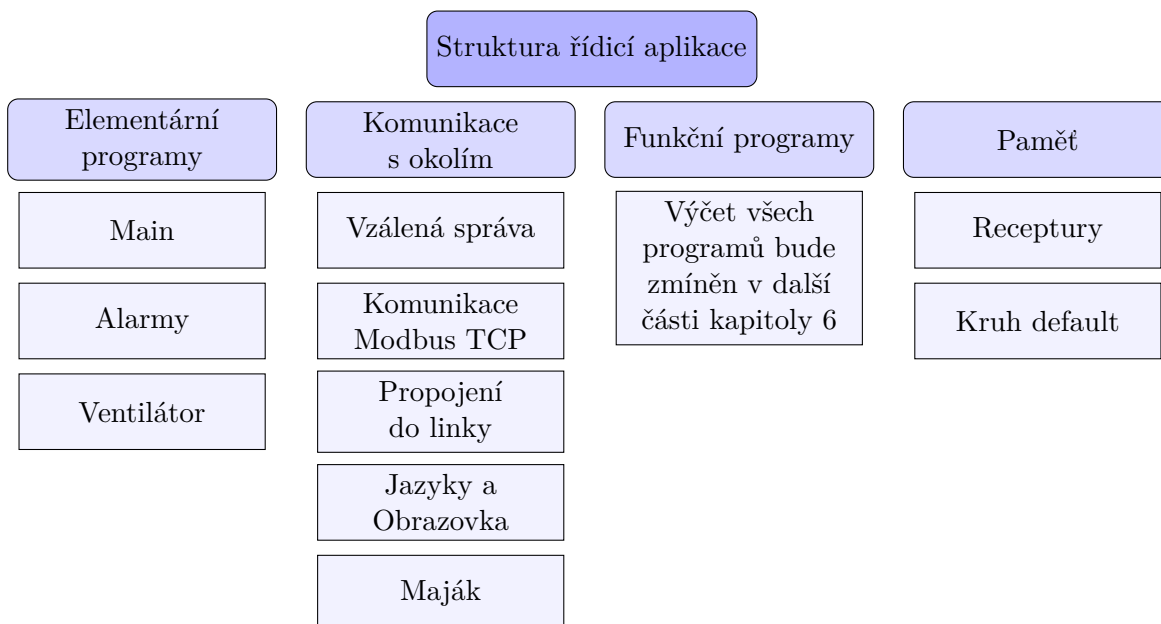 Struktura řídicí aplikace
Elementární
programy
Main
Alarmy
Ventilátor
Komunikace
s okolím
Vzálená správa
Komunikace
Modbus TCP
Propojení
do linky
Jazyky a
Obrazovka
Maják
Funkční programy
Výčet všech
programů bude
zmíněn v další
části kapitoly 6
Paměť
Receptury
Kruh default